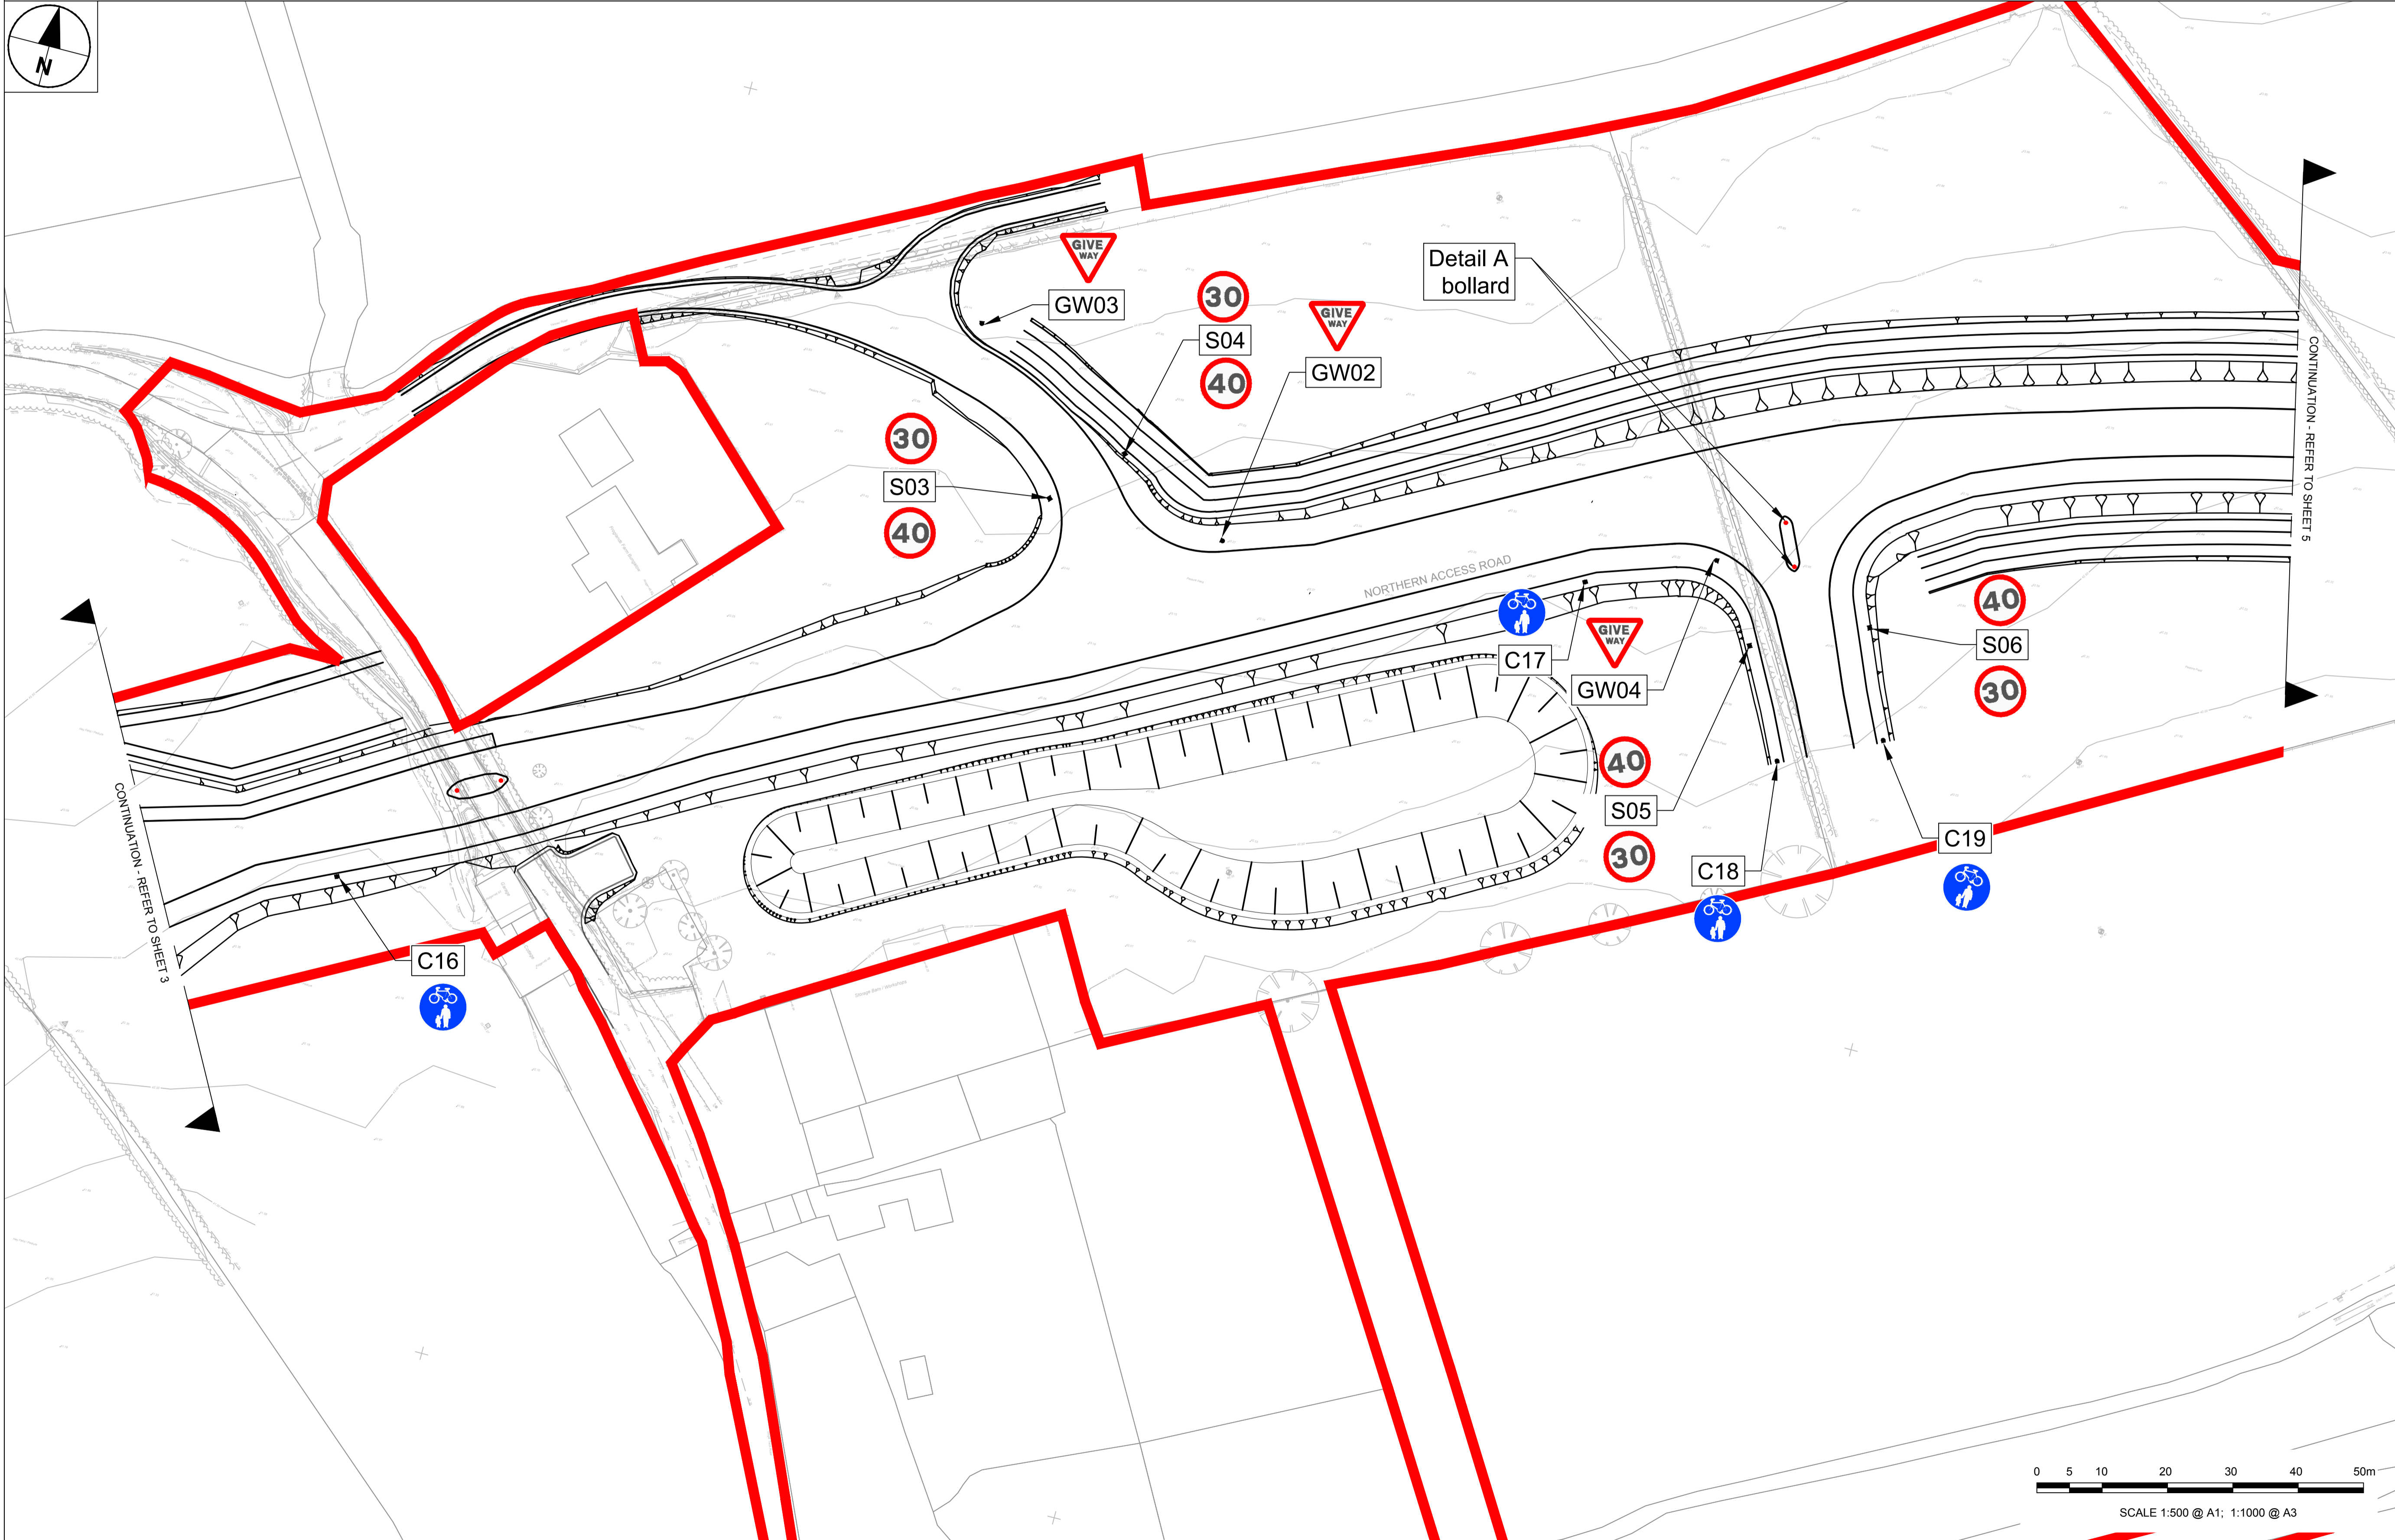 N
GIVE
WAY
GW03
30
S04
40
GIVE
WAY
GW02
Detail A
bollard
30
S03
40
CONTINUATION - REFER TO SHEET 5
NORTHERN ACCESS ROAD
C17
GIVE
WAY
GW04
40
S06
30
40
S05
30
C18
C19
CONTINUATION - REFER TO SHEET 3
C16
0 5 10 20 30 40 50m
SCALE 1:500 @ A1; 1:1000 @ A3